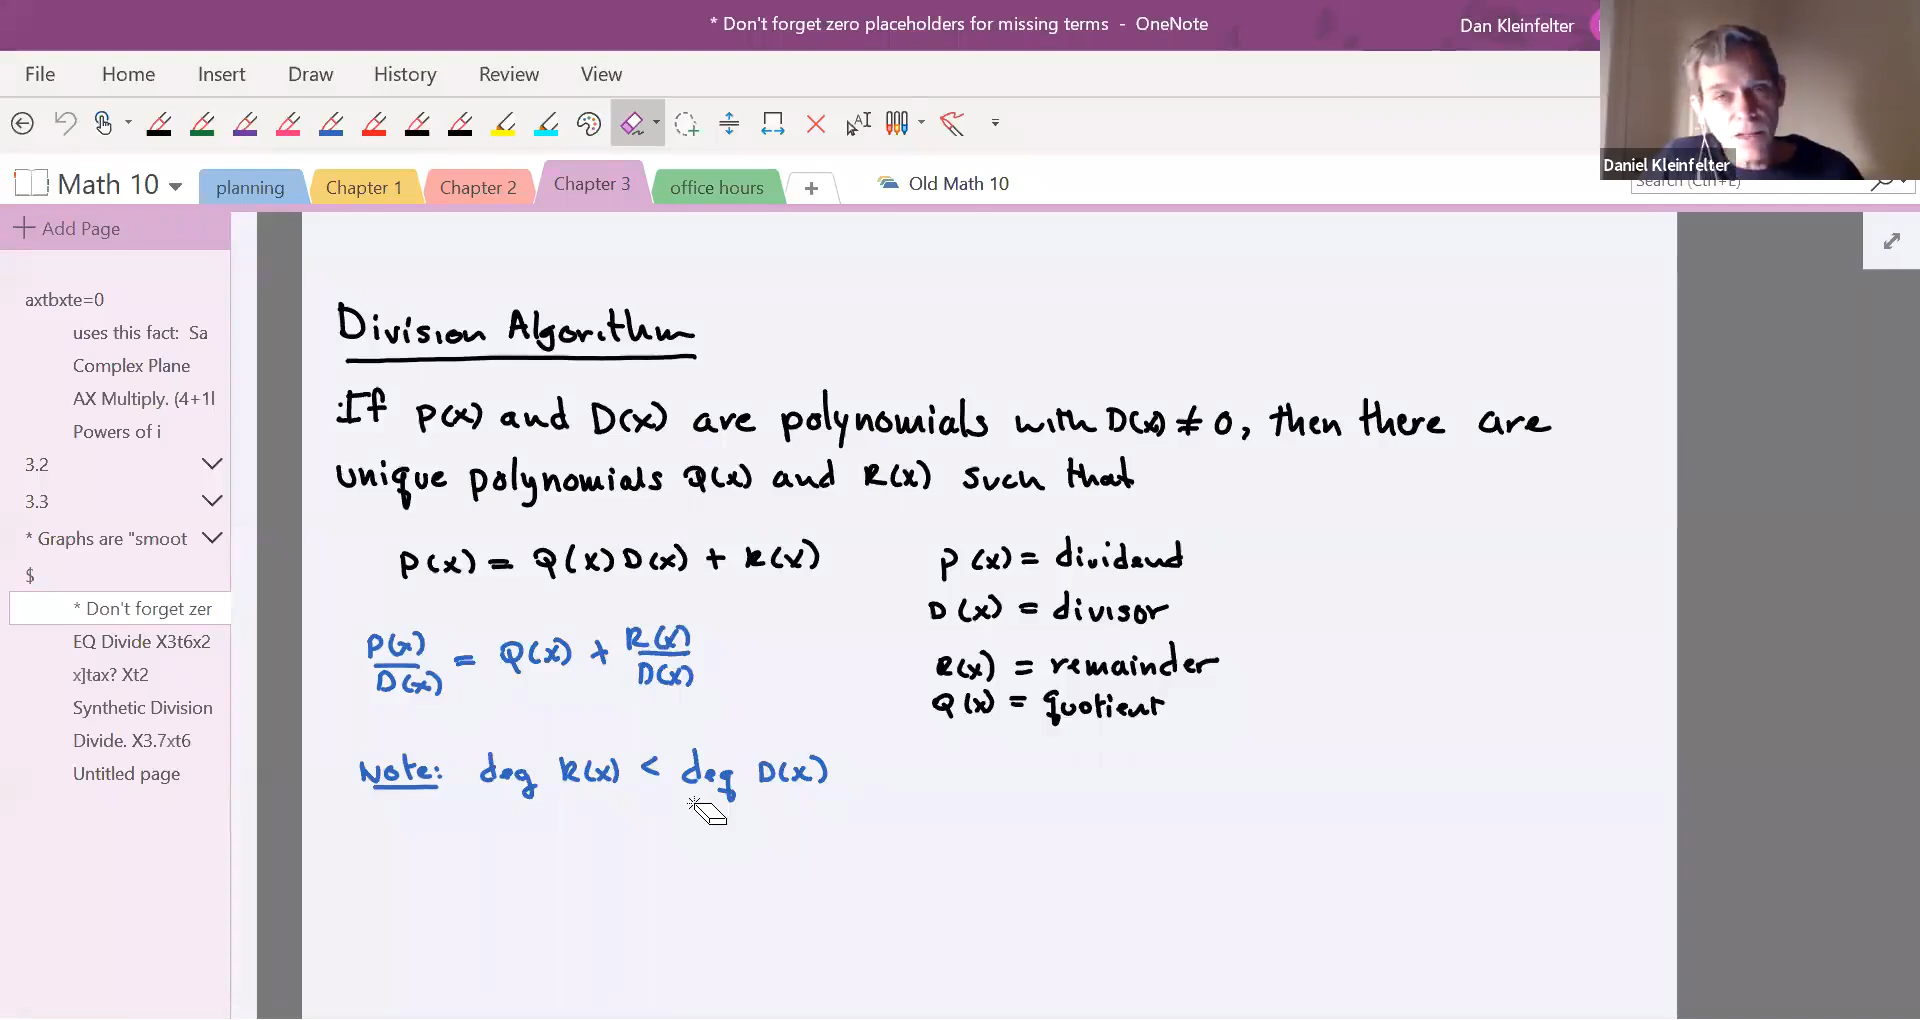 * Don't forget zero placeholders for missing terms - OneNote
Dan Kleinfelter
File Home Insert Draw History Review View
Daniel Kleinfelter
Math 10 planning Chapter 1 Chapter 2 Chapter 3 office hours + Old Math 10
Search (Ctrl+E)
Add Page
axtbxte=0
uses this fact: Sa
Complex Plane
AX Multiply. (4+1l
Powers of i
3.2
3.3
* Graphs are "smoot
$
* Don't forget zer
EQ Divide X3t6x2
x]tax? Xt2
Synthetic Division
Divide. X3.7xt6
Untitled page
Division Algorithm
If P(x) and D(x) are polynomials with D(x) ≠ 0, then there are
unique polynomials Q(x) and R(x) such that
P(x) = Q(x) D(x) + R(x)
P(x) = dividend
D(x) = divisor
P(x)/D(x) = Q(x) + R(x)/D(x)
R(x) = remainder
Q(x) = quotient
Note: deg R(x) < deg D(x)